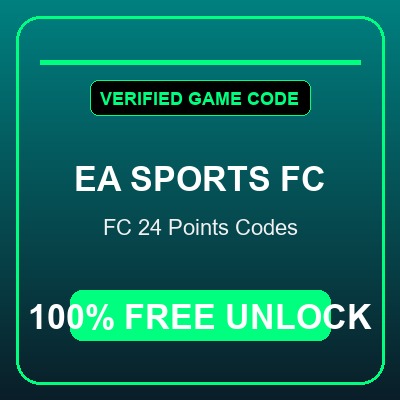 VERIFIED GAME CODE
EA SPORTS FC
FC 24 Points Codes
100% FREE UNLOCK